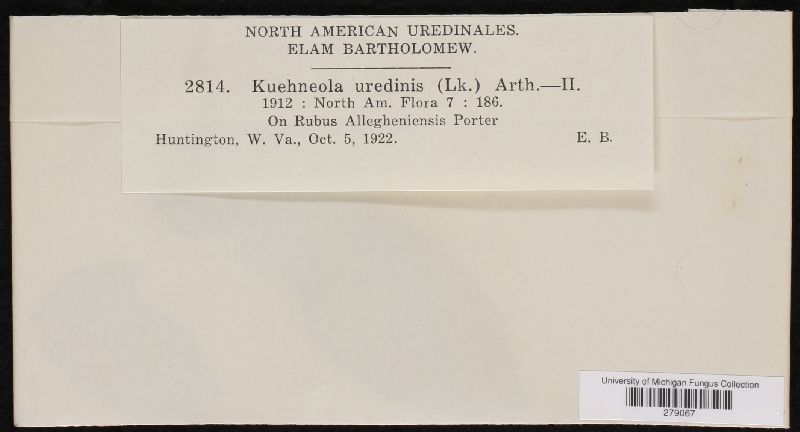 NORTH AMERICAN UREDINALES.
ELAM BARTHOLOMEW.
2814. Kuehneola uredinis (Lk.) Arth.—II.
1912 : North Am. Flora 7 : 186.
On Rubus Allegheniensis Porter
Huntington, W. Va., Oct. 5, 1922. E. B.
University of Michigan Fungus Collection
279067